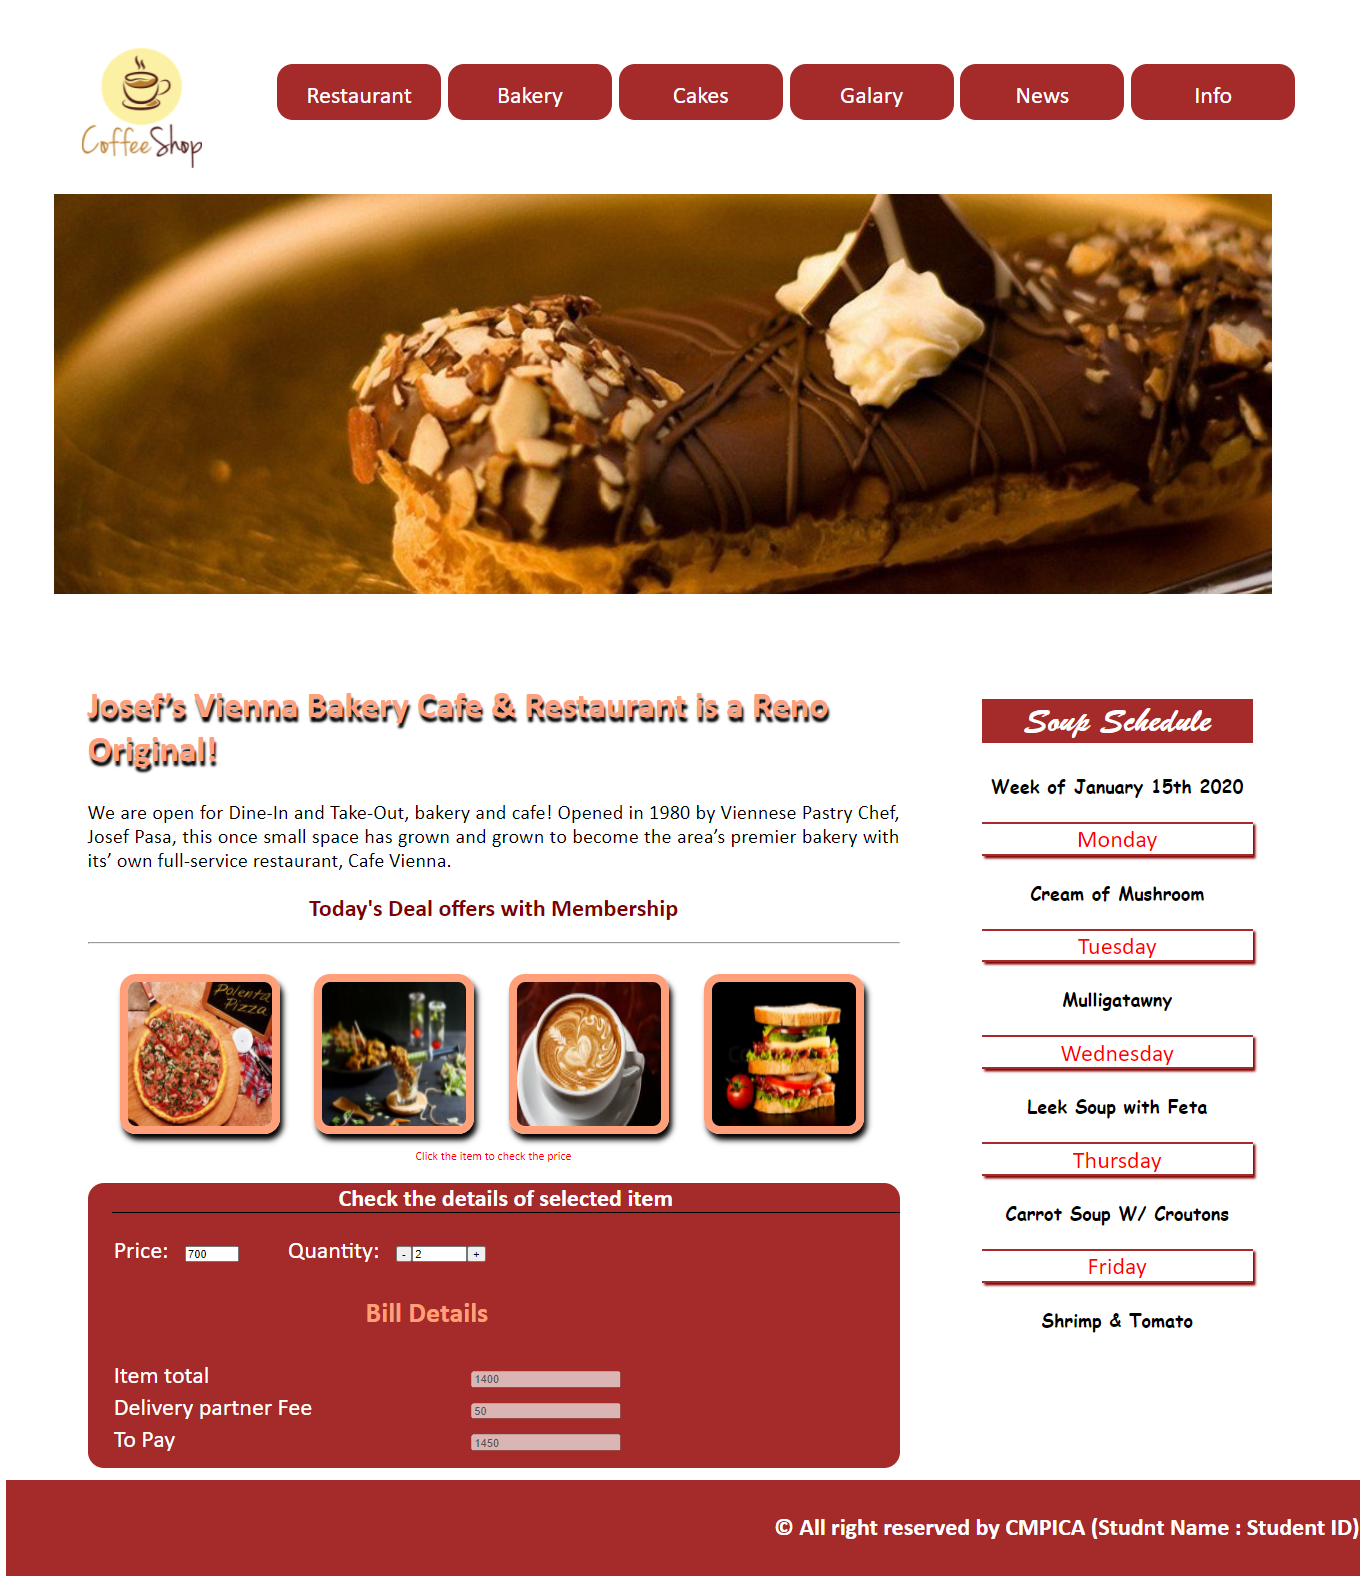 CoffeeShop
Restaurant
Bakery
Cakes
Galary
News
Info
Josef’s Vienna Bakery Cafe & Restaurant is a Reno
Original!
We are open for Dine-In and Take-Out, bakery and cafe! Opened in 1980 by Viennese Pastry Chef,
Josef Pasa, this once small space has grown and grown to become the area’s premier bakery with
its’ own full-service restaurant, Cafe Vienna.
Today's Deal offers with Membership
Polenta
Pizza
Click the item to check the price
Check the details of selected item
Price: 700 Quantity: - 2 +
Bill Details
Item total 1400
Delivery partner Fee 50
To Pay 1450
Soup Schedule
Week of January 15th 2020
Monday
Cream of Mushroom
Tuesday
Mulligatawny
Wednesday
Leek Soup with Feta
Thursday
Carrot Soup W/ Croutons
Friday
Shrimp & Tomato
© All right reserved by CMPICA (Studnt Name : Student ID)